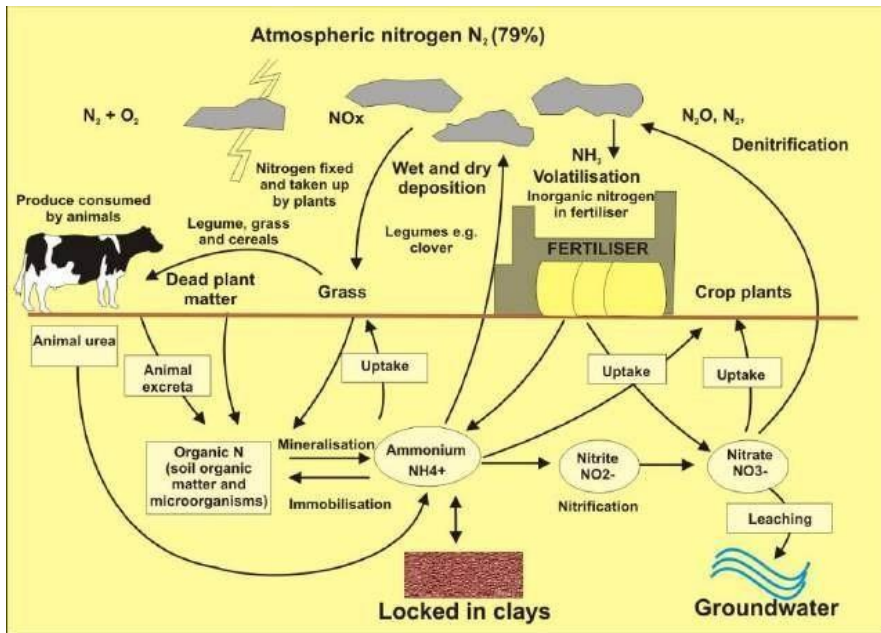 Atmospheric nitrogen N₂ (79%)
N₂ + O₂
NOx
N₂O, N₂,
Denitrification
NH₃
Volatilisation
Inorganic nitrogen
in fertiliser
Wet and dry
deposition
Nitrogen fixed
and taken up
by plants
Produce consumed
by animals
Legume, grass
and cereals
Legumes e.g.
clover
FERTILISER
Dead plant
matter
Grass
Crop plants
Animal urea
Animal
excreta
Uptake
Uptake
Uptake
Organic N
(soil organic
matter and
microorganisms)
Mineralisation
Immobilisation
Ammonium
NH4+
Nitrite
NO2-
Nitrification
Nitrate
NO3-
Leaching
Locked in clays
Groundwater